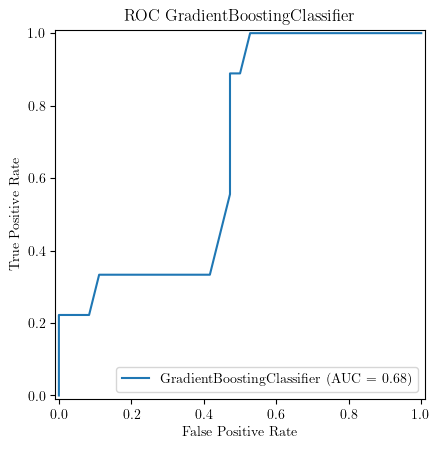 ROC GradientBoostingClassifier
1.0
0.8
0.6
0.4
0.2
0.0
True Positive Rate
GradientBoostingClassifier (AUC = 0.68)
0.0 0.2 0.4 0.6 0.8 1.0
False Positive Rate